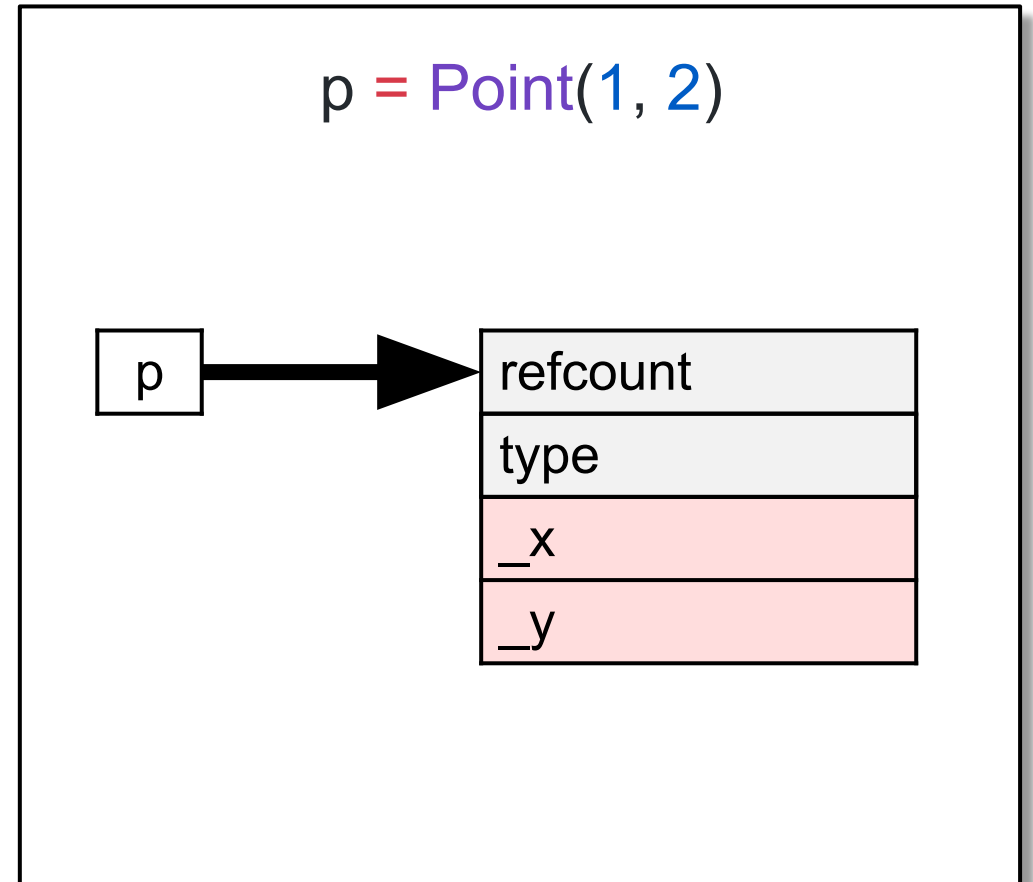 p = Point(1, 2)
p
refcount
type
_x
_y